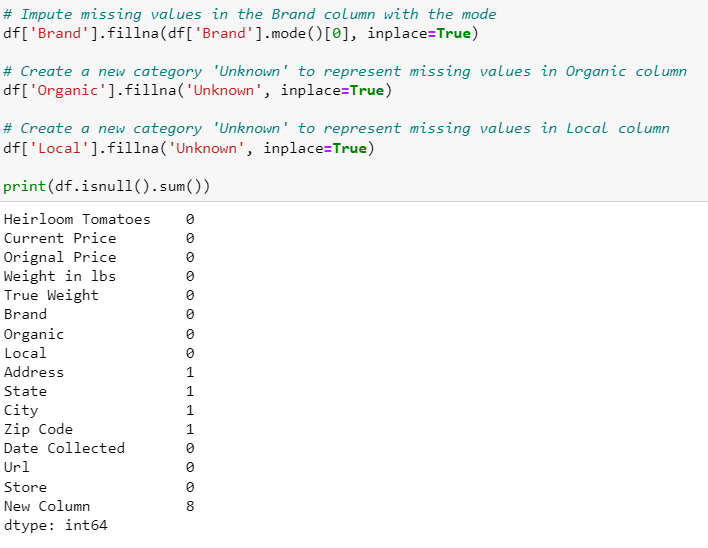 # Impute missing values in the Brand column with the mode
df['Brand'].fillna(df['Brand'].mode()[0], inplace=True)
# Create a new category 'Unknown' to represent missing values in Organic column
df['Organic'].fillna('Unknown', inplace=True)
# Create a new category 'Unknown' to represent missing values in Local column
df['Local'].fillna('Unknown', inplace=True)
print(df.isnull().sum())
Heirloom Tomatoes 0
Current Price 0
Orignal Price 0
Weight in lbs 0
True Weight 0
Brand 0
Organic 0
Local 0
Address 1
State 1
City 1
Zip Code 1
Date Collected 0
Url 0
Store 0
New Column 8
dtype: int64